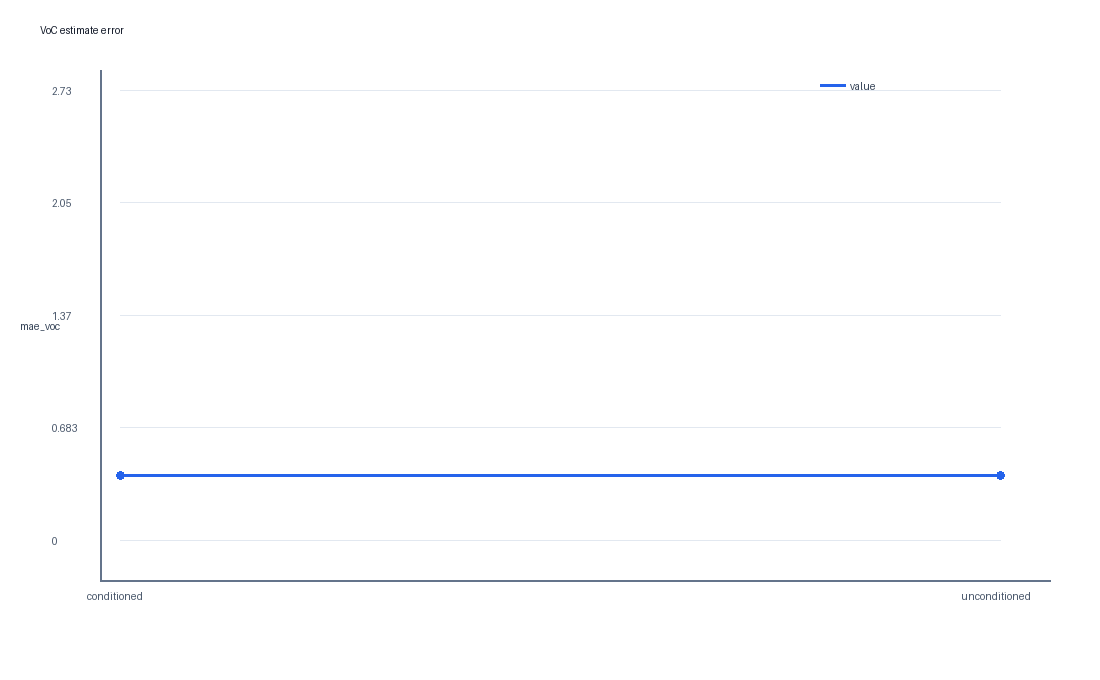 VoC estimate error
value
2.73
2.05
1.37
mae_voc
0.683
0
conditioned
unconditioned